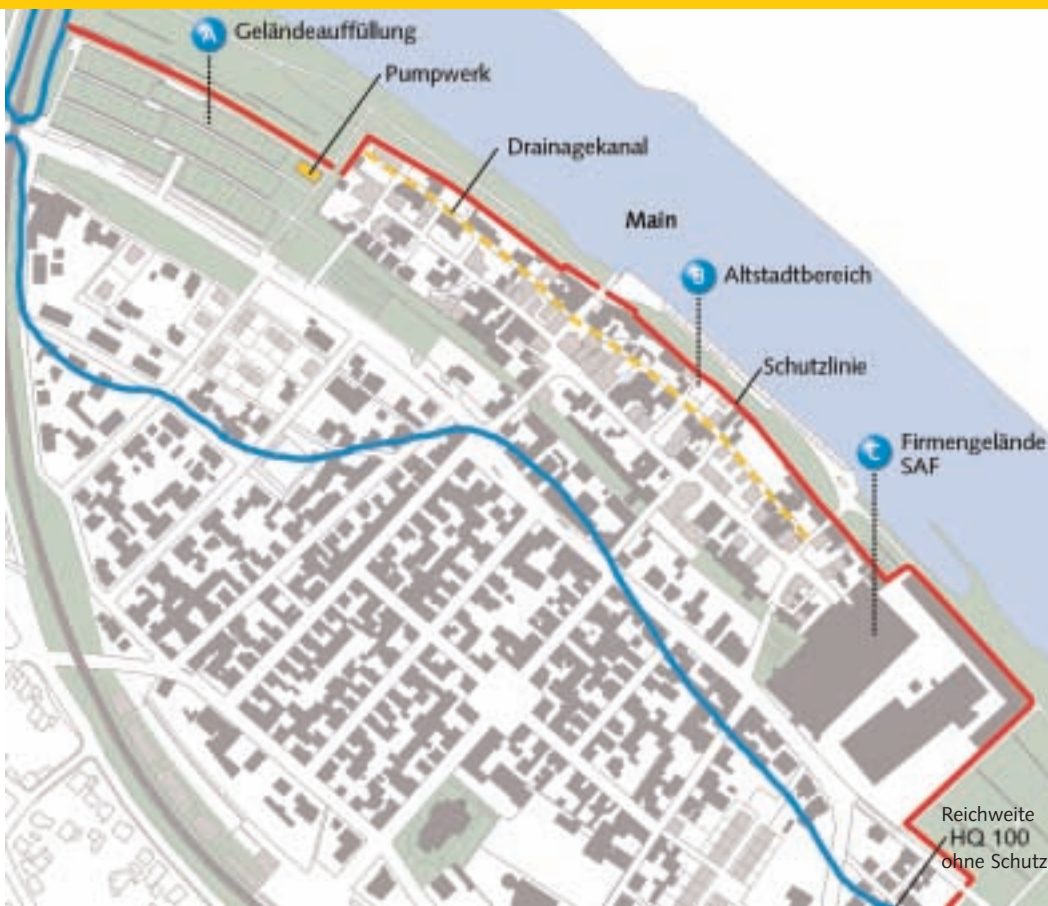 A
Geländeauffüllung
Pumpwerk
Drainagekanal
Main
B
Altstadtbereich
Schutzlinie
C
Firmengelände
SAF
Reichweite
HQ 100
ohne Schutz